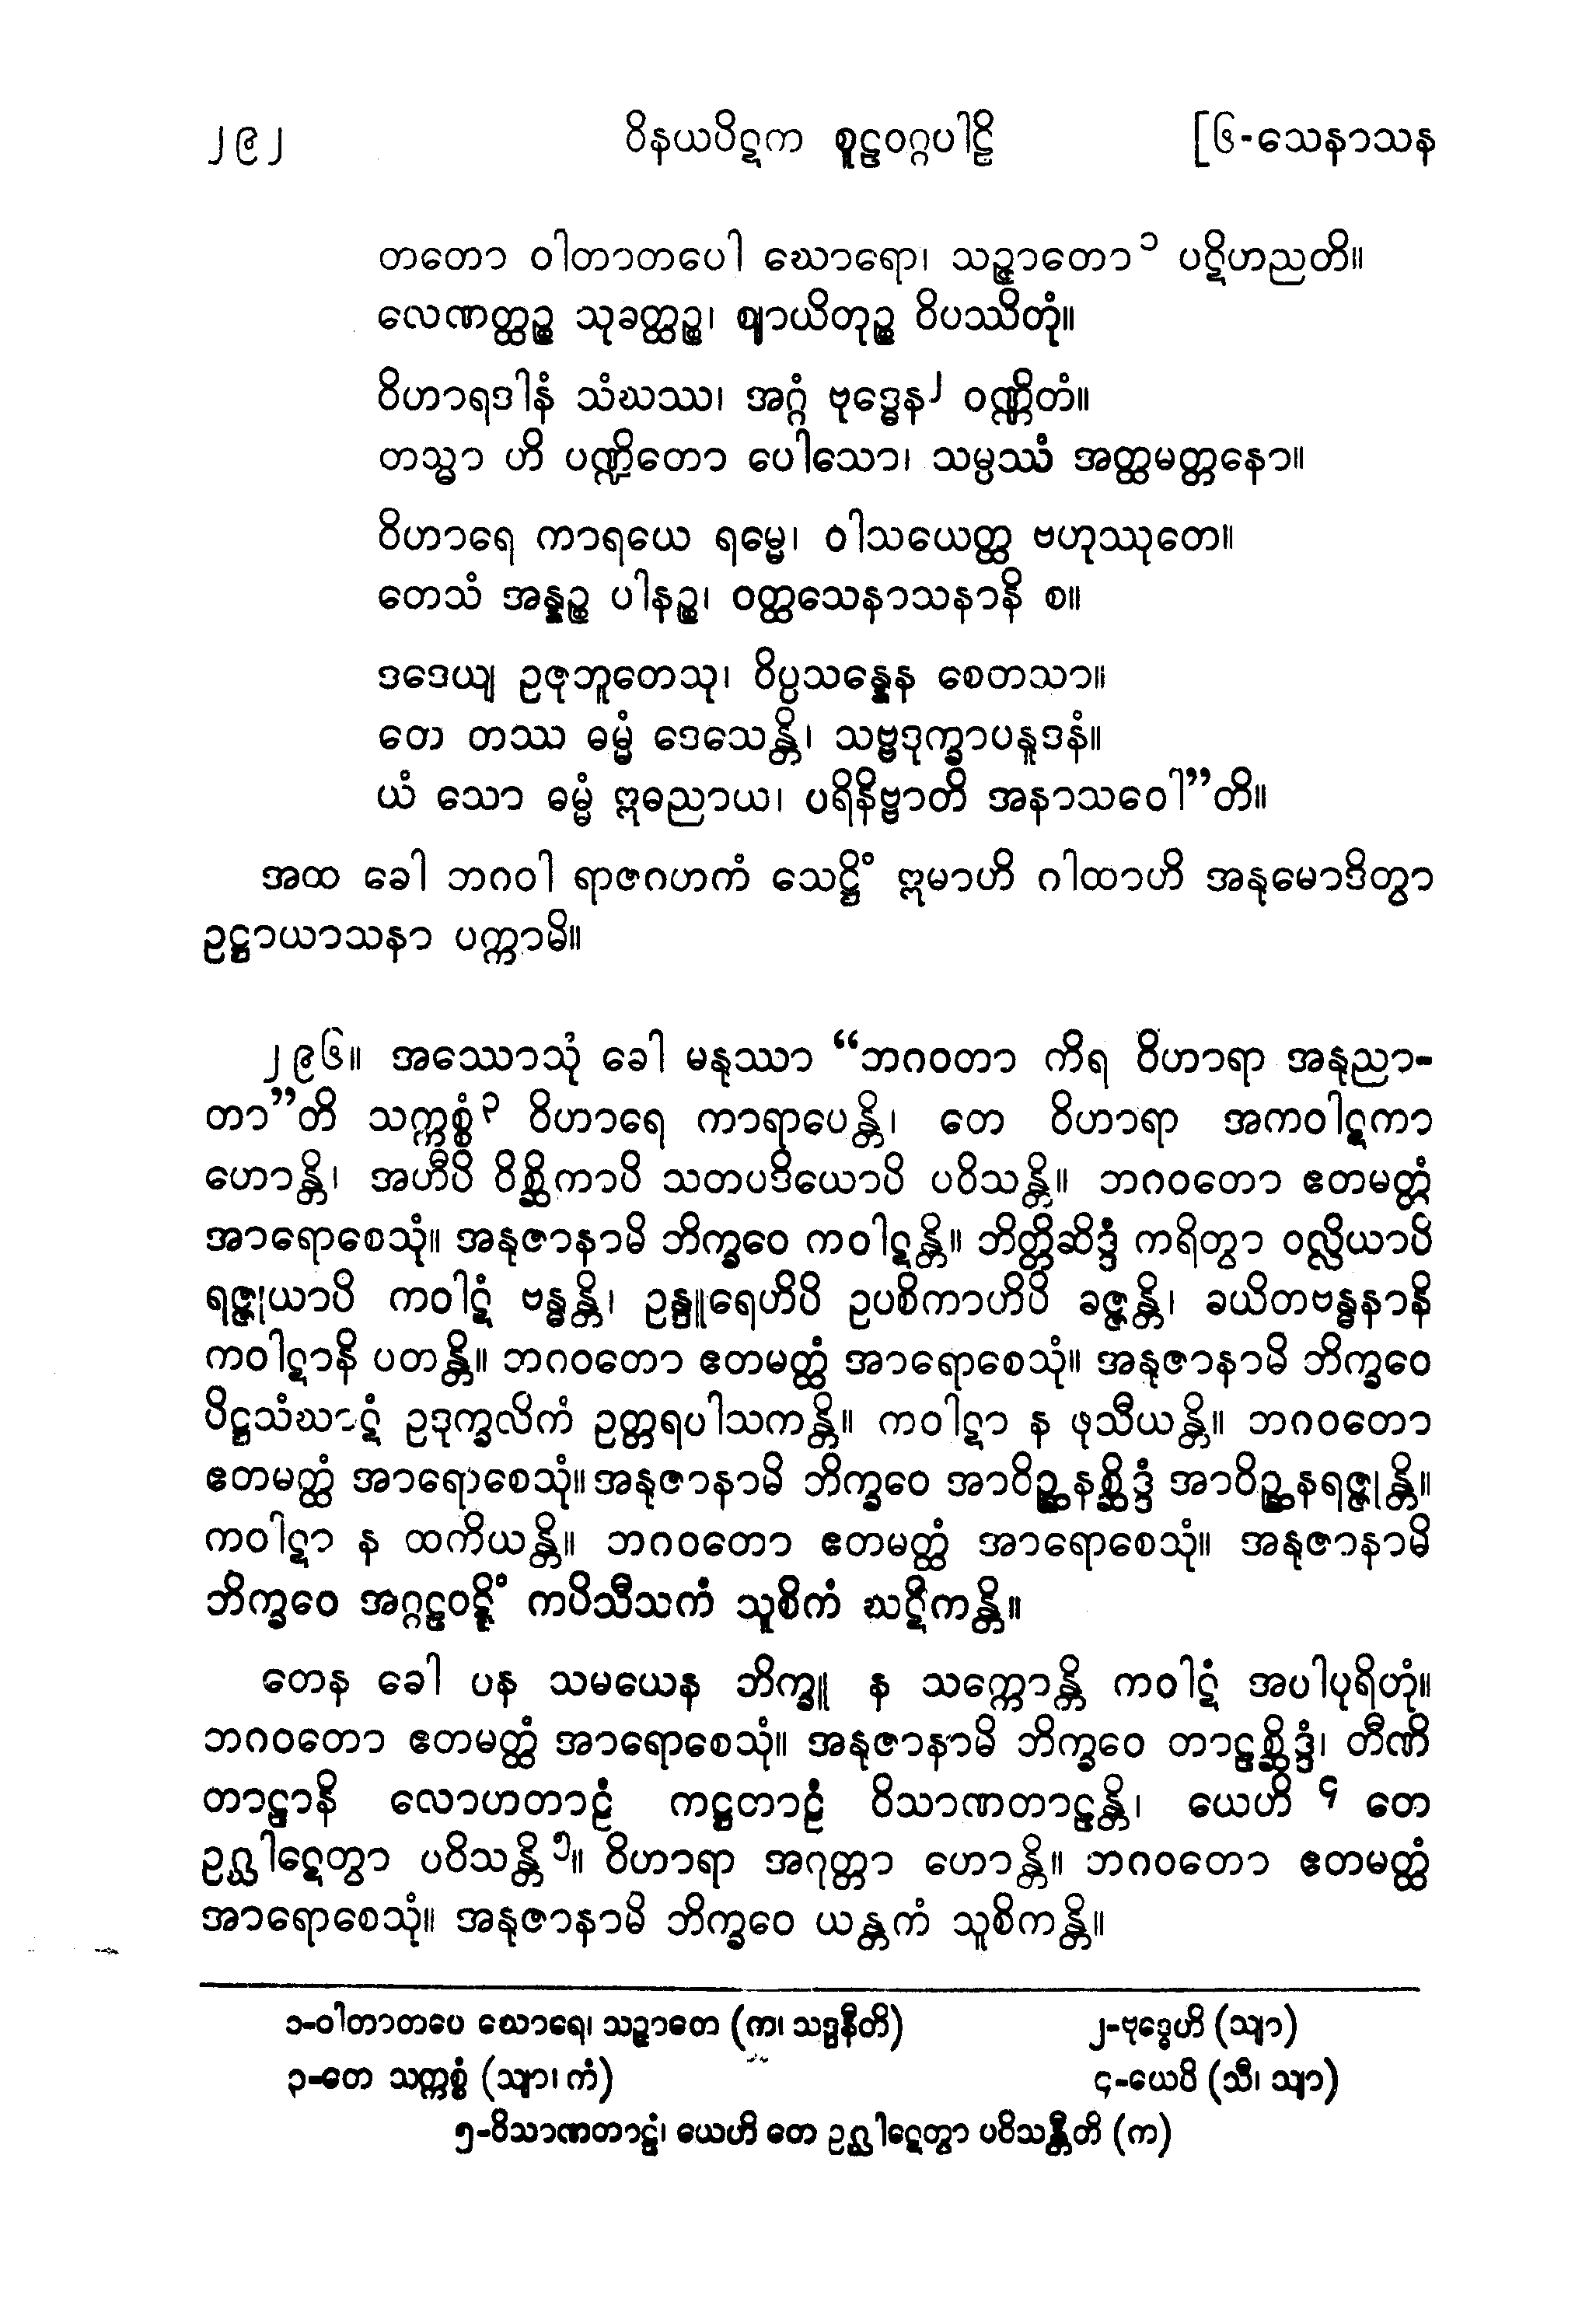 ၂၉၂ ဝိနယပိဋက စူဠဝဂ္ဂပါဠိ [၆-သေနာသန
တတော ဝါတာတပေါ ဃောရော၊ သဉ္ဇာတော၁ ပဋိဟညတိ။
လေဏတ္ထဉ္စ သုခတ္ထဉ္စ၊ ဈာယိတုဉ္စ ဝိပဿိတုံ။
ဝိဟာရဒါနံ သံဃဿ၊ အဂ္ဂံ ဗုဒ္ဓေန၂ ဝဏ္ဏိတံ။
တသ္မာ ဟိ ပဏ္ဍိတော ပေါသော၊ သမ္ပဿံ အတ္ထမတ္တနော။
ဝိဟာရေ ကာရယေ ရမ္မေ၊ ဝါသယေတ္ထ ဗဟုဿုတေ။
တေသံ အန္နဉ္စ ပါနဉ္စ၊ ဝတ္ထသေနာသနာနိ စ။
ဒဒေယျ ဥဇုဘူတေသု၊ ဝိပ္ပသန္နေန စေတသာ။
တေ တဿ ဓမ္မံ ဒေသေန္တိ၊ သဗ္ဗဒုက္ခာပနူဒနံ။
ယံ သော ဓမ္မံ ဣဓညာယ၊ ပရိနိဗ္ဗာတိ အနာသဝေါ”တိ။
အထ ခေါ ဘဂဝါ ရာဇဂဟကံ သေဋ္ဌိံ ဣမာဟိ ဂါထာဟိ အနုမောဒိတွာ
ဥဋ္ဌာယာသနာ ပက္ကာမိ။
၂၉၆။ အဿောသုံ ခေါ မနုဿာ “ဘဂဝတာ ကိရ ဝိဟာရာ အနုညာ-
တာ”တိ သက္ကစ္စံ၃ ဝိဟာရေ ကာရာပေန္တိ၊ တေ ဝိဟာရာ အကဝါဋကာ
ဟောန္တိ၊ အဟီပိ ဝိစ္ဆိကာပိ သတပဒိယောပိ ပဝိသန္တိ။ ဘဂဝတော ဧတမတ္ထံ
အာရောစေသုံ။ အနုဇာနာမိ ဘိက္ခဝေ ကဝါဋန္တိ။ ဘိတ္တိဆိဒ္ဒံ ကရိတွာ ဝလ္လိယာပိ
ရဇ္ဇုယာပိ ကဝါဋံ ဗန္ဓန္တိ၊ ဥန္ဒူရေဟိပိ ဥပစိကာဟိပိ ခဇ္ဇန္တိ၊ ခယိတဗန္ဓနာနိ
ကဝါဋာနိ ပတန္တိ။ ဘဂဝတော ဧတမတ္ထံ အာရောစေသုံ။ အနုဇာနာမိ ဘိက္ခဝေ
ပိဋ္ဌသံဃာဋံ ဥဒုက္ခလိကံ ဥတ္တရပါသကန္တိ။ ကဝါဋာ န ဖုသီယန္တိ။ ဘဂဝတော
ဧတမတ္ထံ အာရောစေသုံ။ အနုဇာနာမိ ဘိက္ခဝေ အာဝိဉ္ဆနစ္ဆိဒ္ဒံ အာဝိဉ္ဆနရဇ္ဇုန္တိ။
ကဝါဋာ န ထကိယန္တိ။ ဘဂဝတော ဧတမတ္ထံ အာရောစေသုံ။ အနုဇာနာမိ
ဘိက္ခဝေ အဂ္ဂဠဝဋ္ဋိံ ကပိသီသကံ သူစိကံ ဃဋိကန္တိ။
တေန ခေါ ပန သမယေန ဘိက္ခူ န သက္ကောန္တိ ကဝါဋံ အပါပုရိတုံ။
ဘဂဝတော ဧတမတ္ထံ အာရောစေသုံ။ အနုဇာနာမိ ဘိက္ခဝေ တာဠစ္ဆိဒ္ဒံ၊ တီဏိ
တာဠာနိ လောဟတာဠံ ကဋ္ဌတာဠံ ဝိသာဏတာဠန္တိ၊ ယေဟိ၄ တေ
ဥဂ္ဃါဋေတွာ ပဝိသန္တိ၅။ ဝိဟာရာ အဂုတ္တာ ဟောန္တိ။ ဘဂဝတော ဧတမတ္ထံ
အာရောစေသုံ။ အနုဇာနာမိ ဘိက္ခဝေ ယန္တကံ သူစိကန္တိ။
၁-ဝါတာတပေ ဃောရေ၊ သဉ္ဇာတေ (က၊ သဒ္ဒနီတိ) ၂-ဗုဒ္ဓေဟိ (သျာ)
၃-တေ သက္ကစ္စံ (သျာ၊ ကံ) ၄-ယေပိ (သီ၊ သျာ)
၅-ဝိသာဏတာဠံ၊ ယေဟိ တေ ဥဂ္ဃါဋေတွာ ပဝိသန္တီတိ (က)